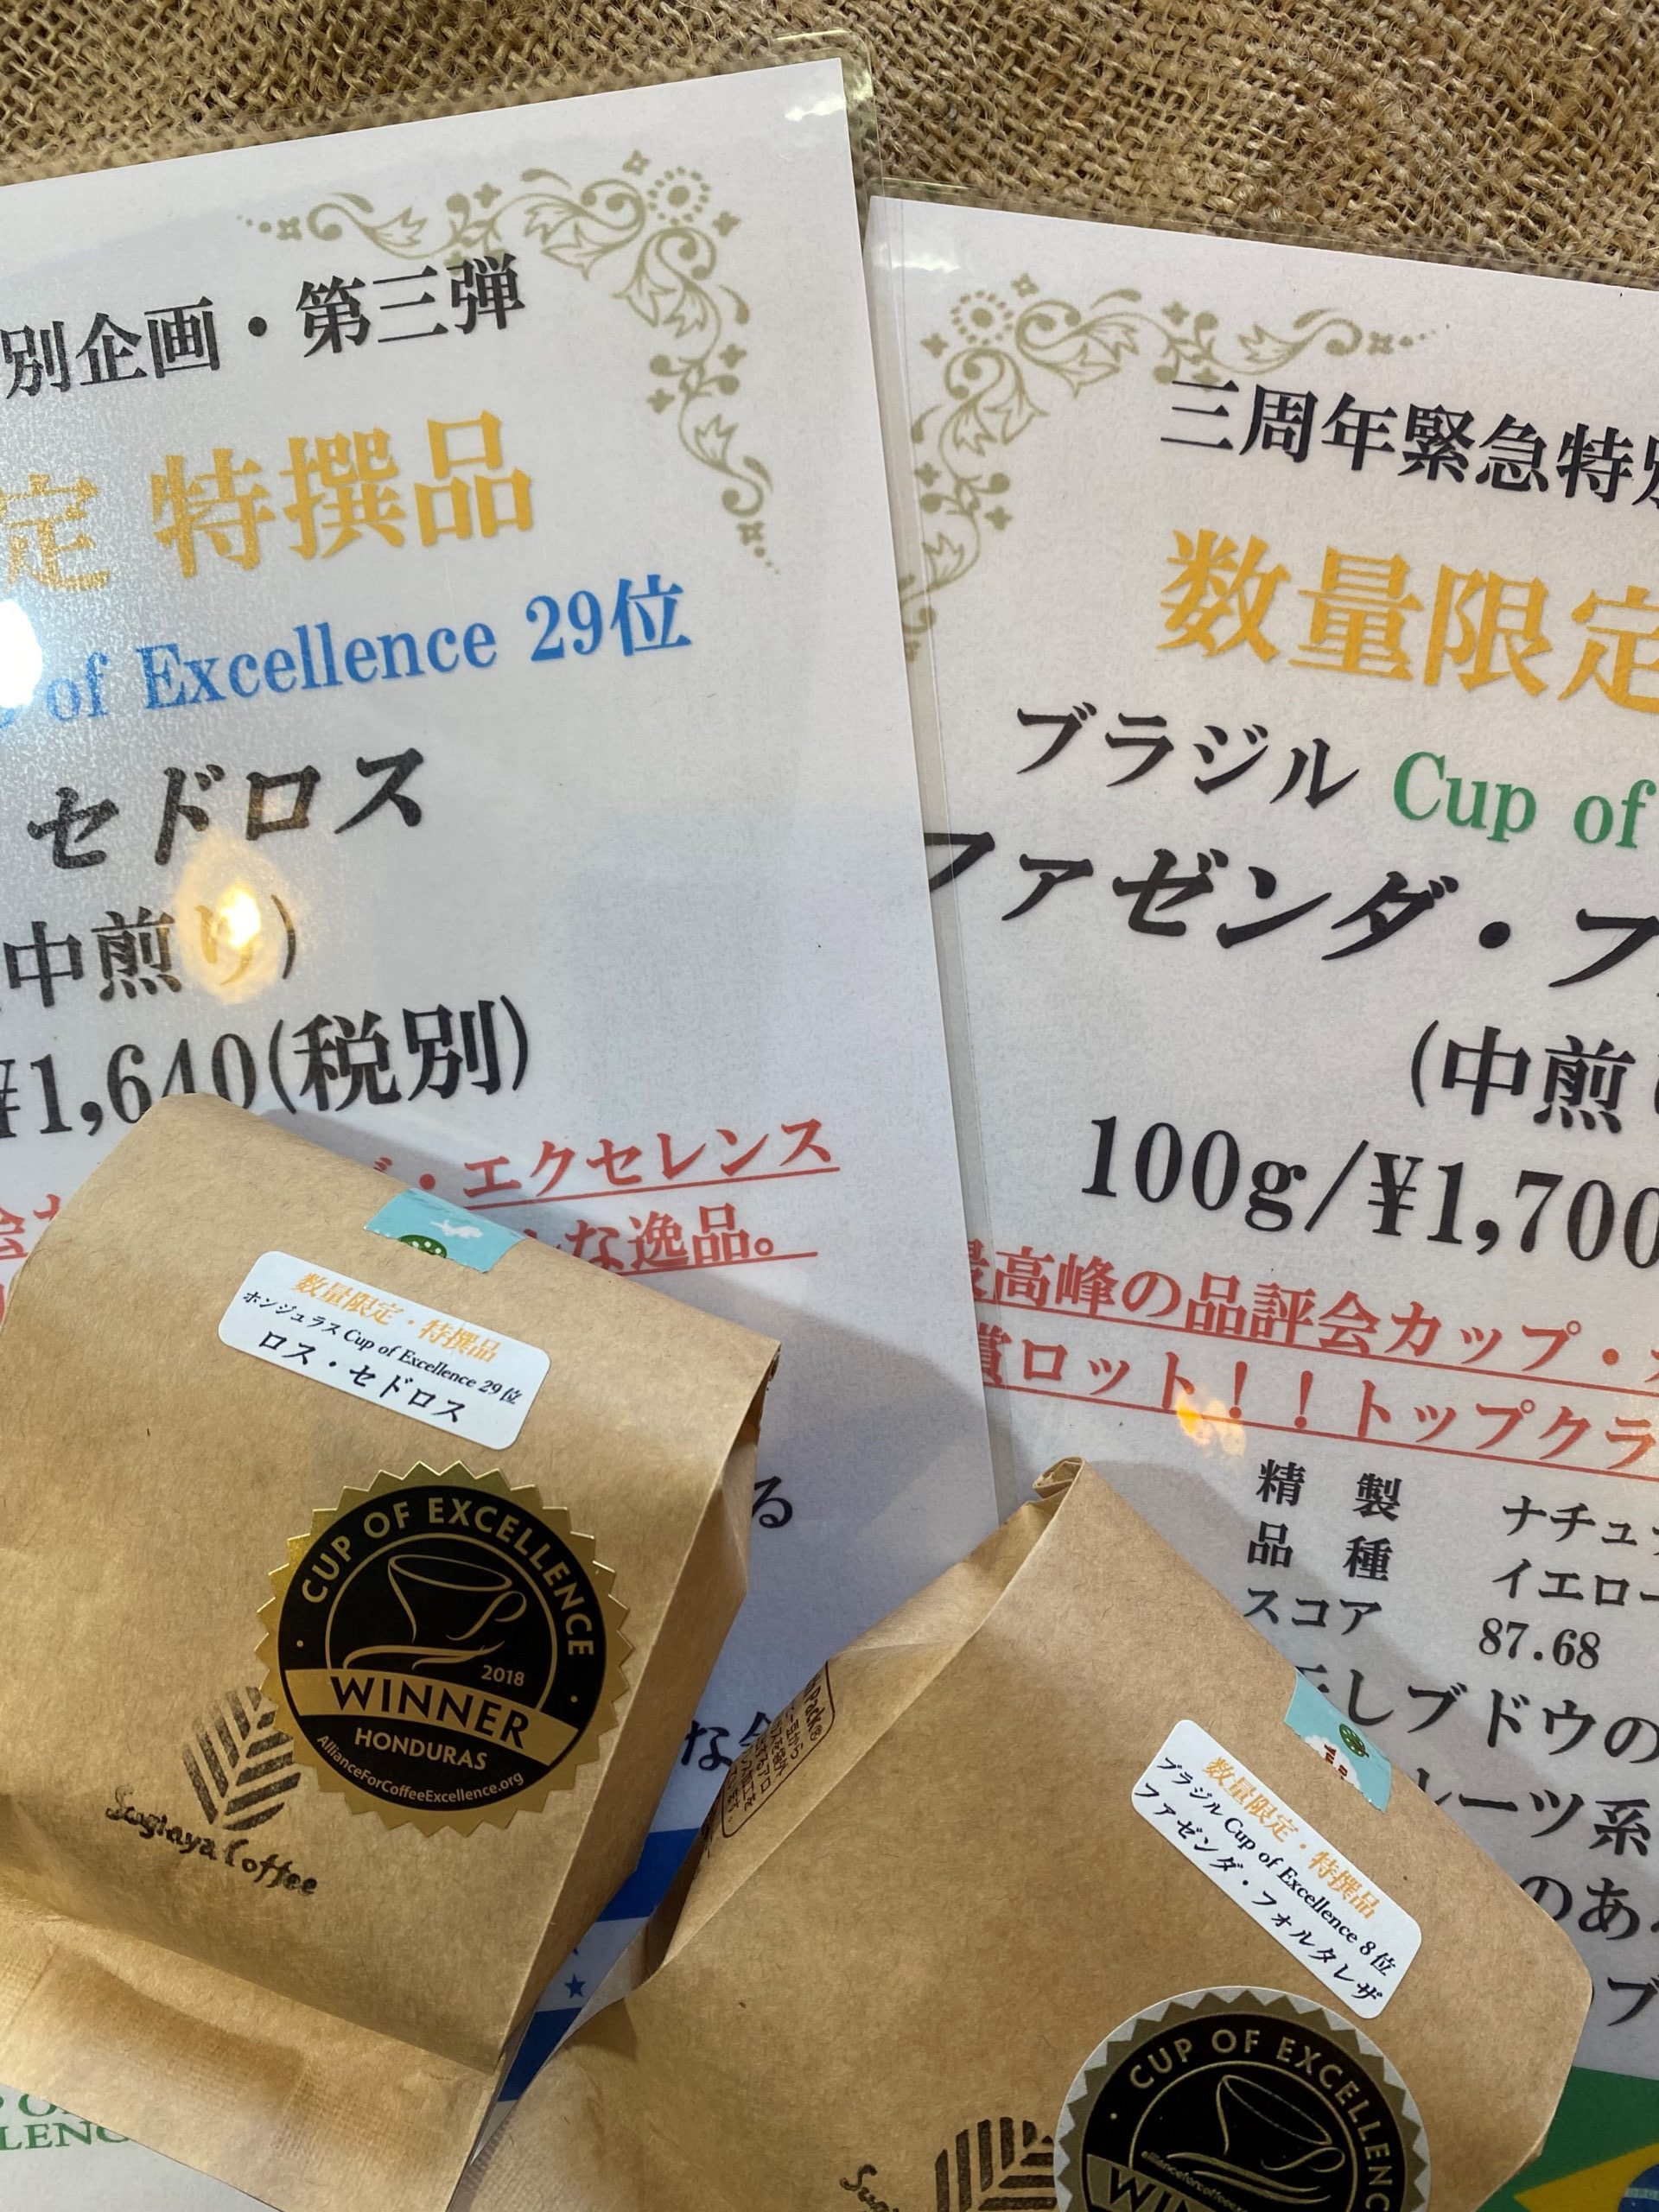 別企画・第三弾
定 特撰品
of Excellence 29位
セドロス
(中煎り)
¥1,640(税別)
・エクセレンス
な逸品。
る
な
三周年緊急特別
数量限定
ブラジル Cup of
ファゼンダ・フ
(中煎り
100g/¥1,700
最高峰の品評会カップ・
賞ロット！！トップクラ
精 製 ナチュ
品 種 イエロー
スコア 87.68
しブドウの
ーツ系
のあ
ブ
数量限定・特撰品
ホンジュラス Cup of Excellence 29位
ロス・セドロス
CUP OF EXCELLENCE
2018
WINNER
HONDURAS
AllianceForCoffeeExcellence.org
Sugiaya Coffee
数量限定・特撰品
ブラジル Cup of Excellence 8位
ファゼンダ・フォルタレザ
CUP OF EXCELLENC